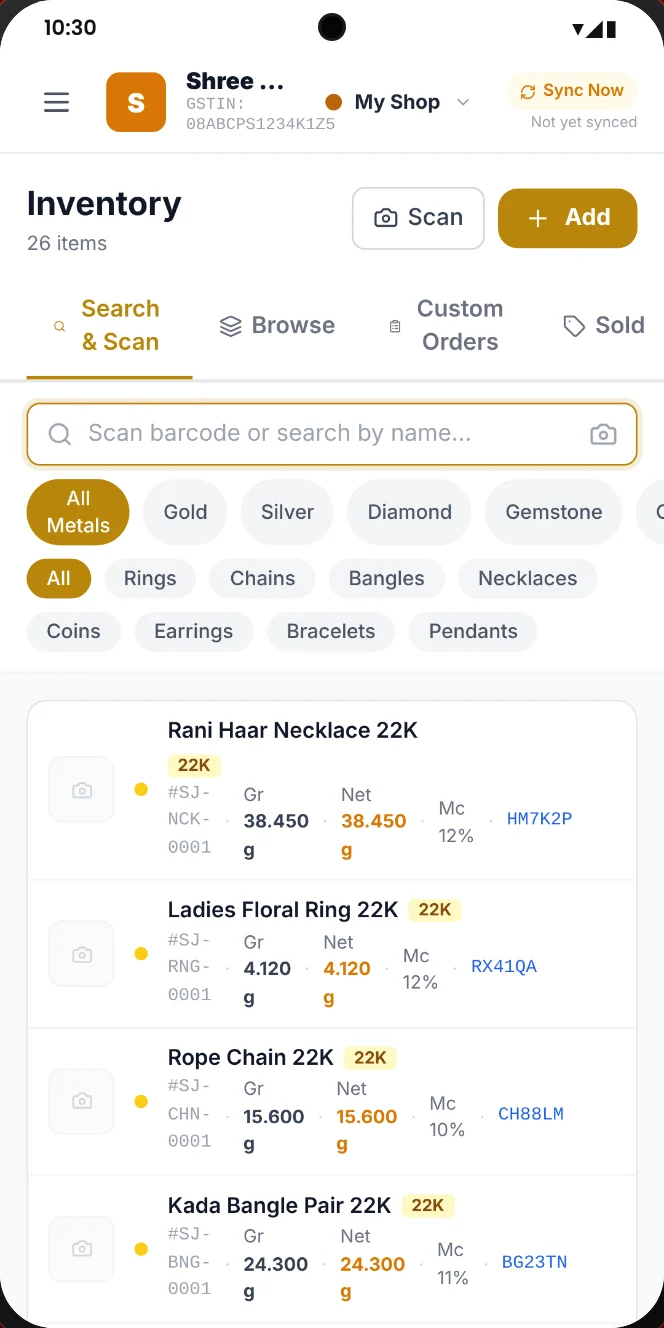 10:30
S
Shree ...
GSTIN:
08ABCPS1234K1Z5
My Shop
Sync Now
Not yet synced
Inventory
26 items
Scan
+ Add
Search
& Scan
Browse
Custom
Orders
Sold
Scan barcode or search by name...
All
Metals
Gold
Silver
Diamond
Gemstone
All
Rings
Chains
Bangles
Necklaces
Coins
Earrings
Bracelets
Pendants
Rani Haar Necklace 22K
22K
#SJ-
NCK-
0001
·
Gr
38.450
g
·
Net
38.450
g
·
Mc
12%
·
HM7K2P
Ladies Floral Ring 22K 22K
#SJ-
RNG-
0001
·
Gr
4.120
g
·
Net
4.120
g
·
Mc
12%
·
RX41QA
Rope Chain 22K 22K
#SJ-
CHN-
0001
·
Gr
15.600
g
·
Net
15.600
g
·
Mc
10%
·
CH88LM
Kada Bangle Pair 22K 22K
#SJ-
BNG-
0001
·
Gr
24.300
g
·
Net
24.300
g
·
Mc
11%
·
BG23TN